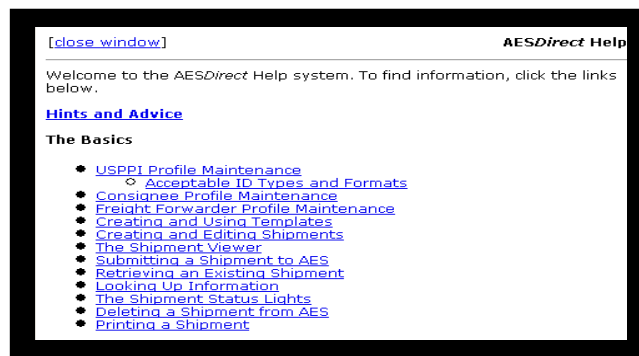 [close window] AESDirect Help
Welcome to the AESDirect Help system. To find information, click the links
below.
Hints and Advice
The Basics
USPPI Profile Maintenance
Acceptable ID Types and Formats
Consignee Profile Maintenance
Freight Forwarder Profile Maintenance
Creating and Using Templates
Creating and Editing Shipments
The Shipment Viewer
Submitting a Shipment to AES
Retrieving an Existing Shipment
Looking Up Information
The Shipment Status Lights
Deleting a Shipment from AES
Printing a Shipment